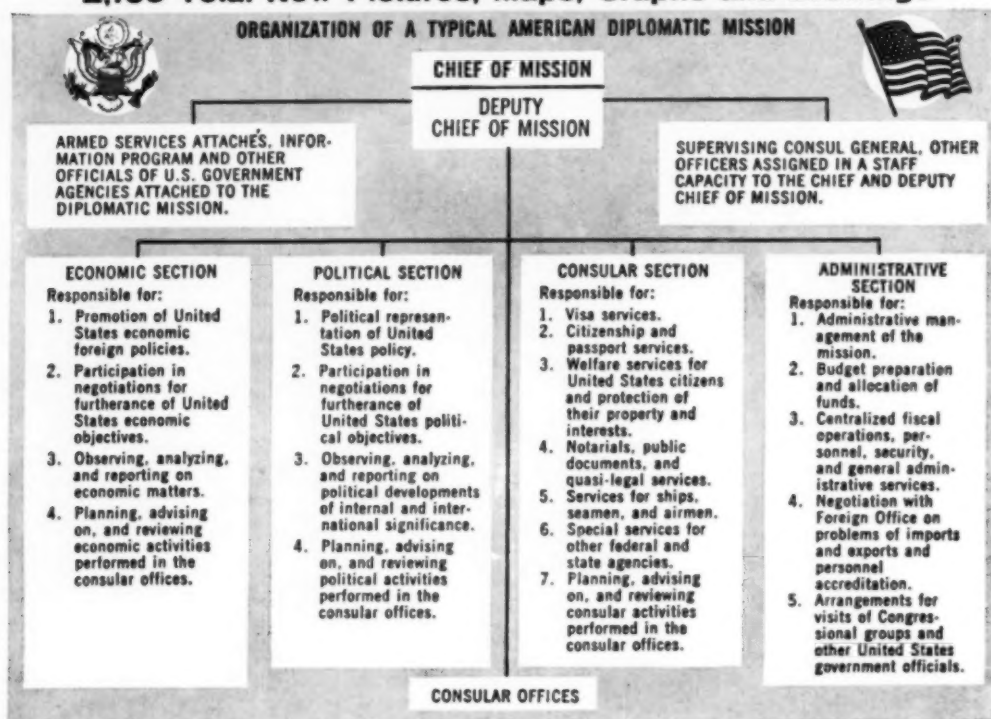 ORGANIZATION OF A TYPICAL AMERICAN DIPLOMATIC MISSION
CHIEF OF MISSION
DEPUTY
CHIEF OF MISSION
ARMED SERVICES ATTACHÉS, INFOR-
MATION PROGRAM AND OTHER
OFFICIALS OF U.S. GOVERNMENT
AGENCIES ATTACHED TO THE
DIPLOMATIC MISSION.
SUPERVISING CONSUL GENERAL, OTHER
OFFICERS ASSIGNED IN A STAFF
CAPACITY TO THE CHIEF AND DEPUTY
CHIEF OF MISSION.
ECONOMIC SECTION
Responsible for:
1. Promotion of United
States economic
foreign policies.
2. Participation in
negotiations for
furtherance of United
States economic
objectives.
3. Observing, analyzing,
and reporting on
economic matters.
4. Planning, advising
on, and reviewing
economic activities
performed in the
consular offices.
POLITICAL SECTION
Responsible for:
1. Political represen-
tation of United
States policy.
2. Participation in
negotiations for
furtherance of
United States politi-
cal objectives.
3. Observing, analyzing,
and reporting on
political developments
of internal and inter-
national significance.
4. Planning, advising
on, and reviewing
political activities
performed in the
consular offices.
CONSULAR SECTION
Responsible for:
1. Visa services.
2. Citizenship and
passport services.
3. Welfare services for
United States citizens
and protection of
their property and
interests.
4. Notarials, public
documents, and
quasi-legal services.
5. Services for ships,
seamen, and airmen.
6. Special services for
other federal and
state agencies.
7. Planning, advising
on, and reviewing
consular activities
performed in the
consular offices.
ADMINISTRATIVE
SECTION
Responsible for:
1. Administrative man-
agement of the
mission.
2. Budget preparation
and allocation of
funds.
3. Centralized fiscal
operations, per-
sonnel, security,
and general admin-
istrative services.
4. Negotiation with
Foreign Office on
problems of imports
and exports and
personnel
accreditation.
5. Arrangements for
visits of Congres-
sional groups and
other United States
government officials.
CONSULAR OFFICES